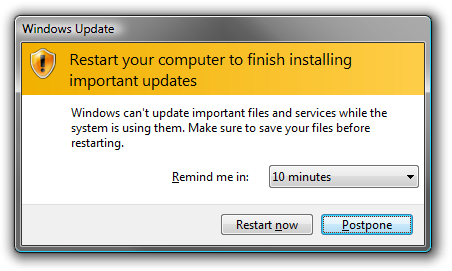 Windows Update
Restart your computer to finish installing
important updates
Windows can't update important files and services while the
system is using them. Make sure to save your files before
restarting.
Remind me in: 10 minutes
Restart now Postpone